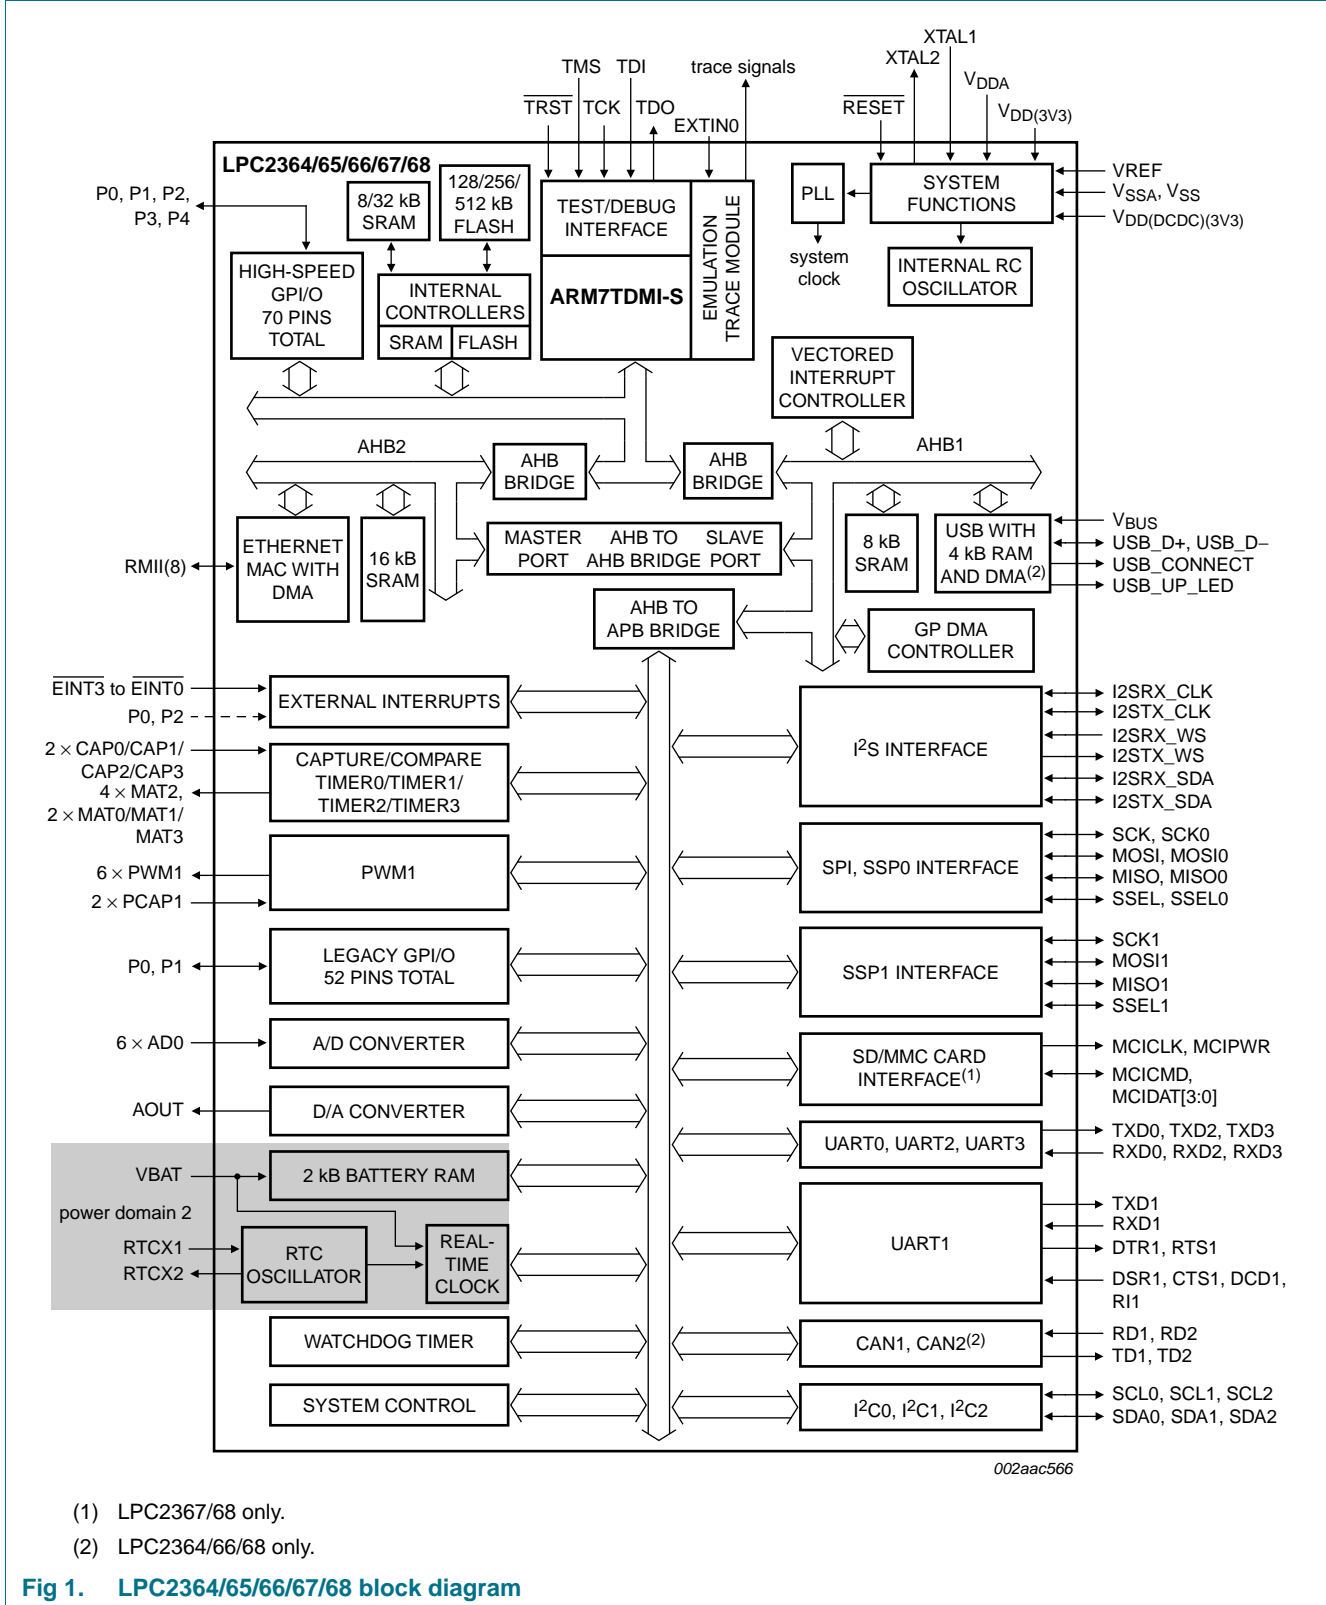 XTAL1
XTAL2
TMS TDI
trace signals
VDDA
TRST TCK TDO
RESET
VDD(3V3)
EXTIN0
LPC2364/65/66/67/68
P0, P1, P2,
P3, P4
8/32 kB
SRAM
128/256/
512 kB
FLASH
TEST/DEBUG
INTERFACE
EMULATION
TRACE MODULE
PLL
SYSTEM
FUNCTIONS
VREF
VSSA, VSS
VDD(DCDC)(3V3)
system
clock
HIGH-SPEED
GPI/O
70 PINS
TOTAL
INTERNAL
CONTROLLERS
SRAM FLASH
ARM7TDMI-S
INTERNAL RC
OSCILLATOR
VECTORED
INTERRUPT
CONTROLLER
AHB2
AHB
BRIDGE
AHB
BRIDGE
AHB1
ETHERNET
MAC WITH
DMA
16 kB
SRAM
MASTER
PORT
AHB TO
AHB BRIDGE
SLAVE
PORT
8 kB
SRAM
USB WITH
4 kB RAM
AND DMA(2)
VBUS
USB_D+, USB_D−
USB_CONNECT
USB_UP_LED
RMII(8)
AHB TO
APB BRIDGE
GP DMA
CONTROLLER
EINT3 to EINT0
P0, P2
EXTERNAL INTERRUPTS
I2S INTERFACE
I2SRX_CLK
I2STX_CLK
I2SRX_WS
I2STX_WS
I2SRX_SDA
I2STX_SDA
2 × CAP0/CAP1/
CAP2/CAP3
4 × MAT2,
2 × MAT0/MAT1/
MAT3
CAPTURE/COMPARE
TIMER0/TIMER1/
TIMER2/TIMER3
6 × PWM1
2 × PCAP1
PWM1
SPI, SSP0 INTERFACE
SCK, SCK0
MOSI, MOSI0
MISO, MISO0
SSEL, SSEL0
P0, P1
LEGACY GPI/O
52 PINS TOTAL
SSP1 INTERFACE
SCK1
MOSI1
MISO1
SSEL1
6 × AD0
A/D CONVERTER
SD/MMC CARD
INTERFACE(1)
MCICLK, MCIPWR
MCICMD,
MCIDAT[3:0]
AOUT
D/A CONVERTER
UART0, UART2, UART3
TXD0, TXD2, TXD3
RXD0, RXD2, RXD3
VBAT
2 kB BATTERY RAM
power domain 2
RTCX1
RTCX2
RTC
OSCILLATOR
REAL-
TIME
CLOCK
UART1
TXD1
RXD1
DTR1, RTS1
DSR1, CTS1, DCD1,
RI1
WATCHDOG TIMER
CAN1, CAN2(2)
RD1, RD2
TD1, TD2
SYSTEM CONTROL
I2C0, I2C1, I2C2
SCL0, SCL1, SCL2
SDA0, SDA1, SDA2
002aac566
(1) LPC2367/68 only.
(2) LPC2364/66/68 only.
Fig 1. LPC2364/65/66/67/68 block diagram